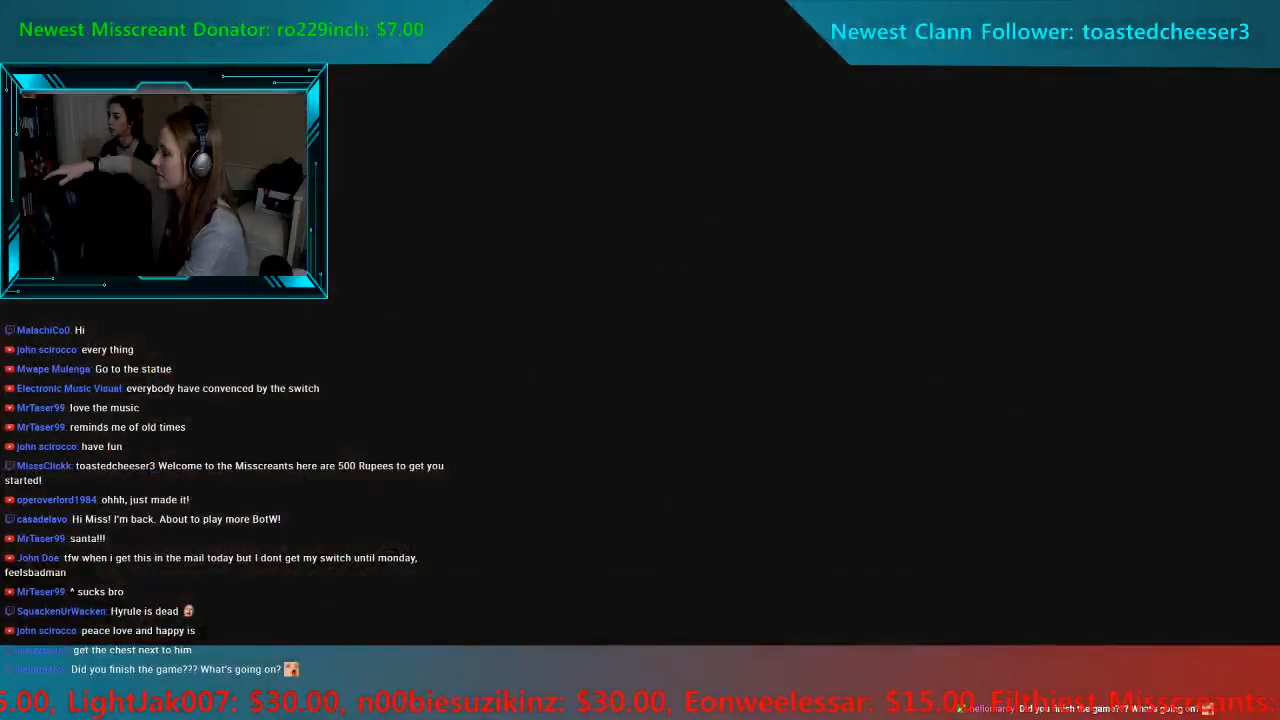 Newest Misscreant Donator: ro229inch: $7.00
Newest Clann Follower: toastedcheeser3
MalachiCo0: Hi
john scirocco: every thing
Mwape Mulenga: Go to the statue
Electronic Music Visual: everybody have convenced by the switch
MrTaser99: love the music
MrTaser99: reminds me of old times
john scirocco: have fun
MisssClickk: toastedcheeser3 Welcome to the Misscreants here are 500 Rupees to get you
started!
operoverlord1984: ohhh, just made it!
casadelavo: Hi Miss! I'm back. About to play more BotW!
MrTaser99: santa!!!
John Doe: tfw when i get this in the mail today but I dont get my switch until monday,
feelsbadman
MrTaser99: ^ sucks bro
SquackenUrWacken: Hyrule is dead
john scirocco: peace love and happy is
get the chest next to him
Did you finish the game??? What's going on?
5.00, LightJak007: $30.00, n00biesuzikinz: $30.00, Eonweelessar: $15.00, Filthiest Misscreants:
Did you finish the game??? What's going on?